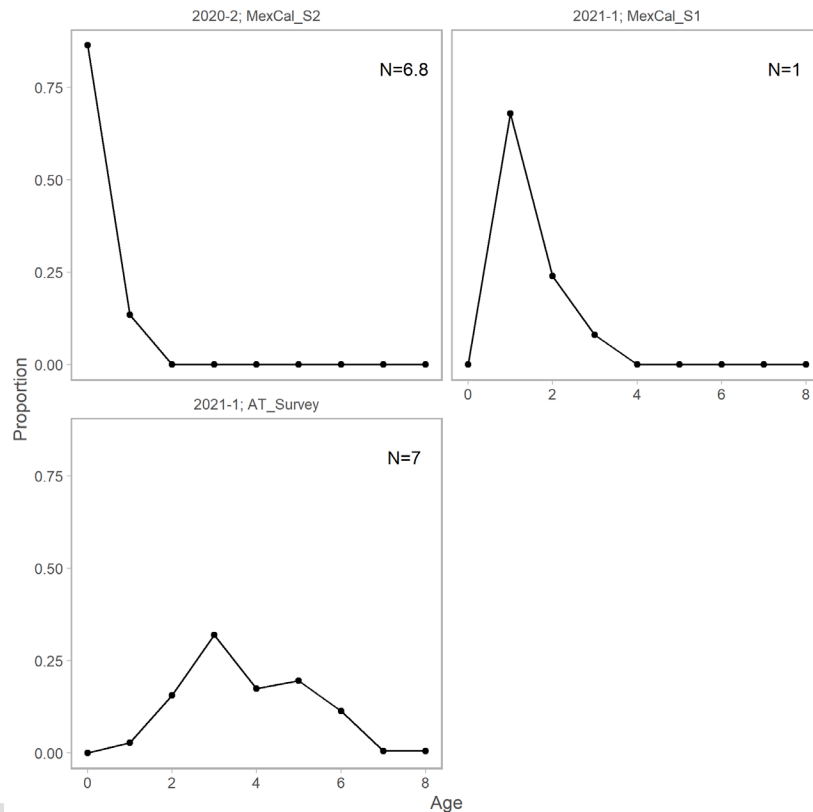 2020-2; MexCal_S2
2021-1; MexCal_S1
N=6.8
N=1
0.75
0.50
0.25
0.00
0 2 4 6 8
2021-1; AT_Survey
N=7
0.75
0.50
0.25
0.00
0 2 4 6 8
Proportion
Age